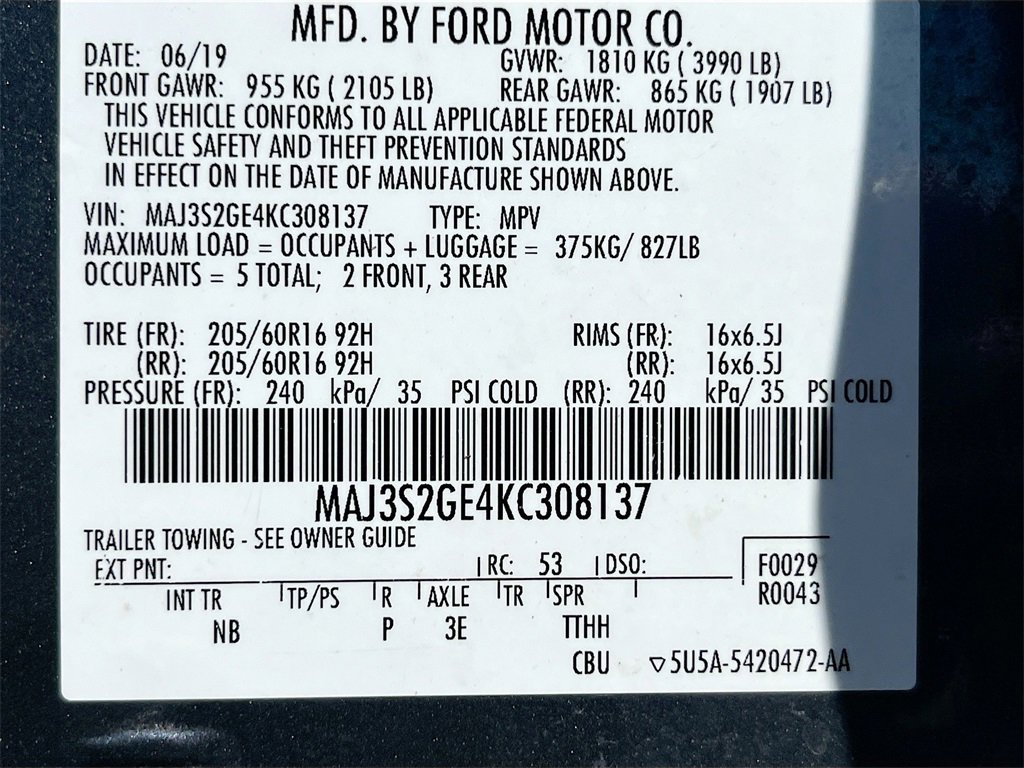 MFD. BY FORD MOTOR CO.
DATE: 06/19 GVWR: 1810 KG ( 3990 LB)
FRONT GAWR: 955 KG ( 2105 LB) REAR GAWR: 865 KG ( 1907 LB)
THIS VEHICLE CONFORMS TO ALL APPLICABLE FEDERAL MOTOR
VEHICLE SAFETY AND THEFT PREVENTION STANDARDS
IN EFFECT ON THE DATE OF MANUFACTURE SHOWN ABOVE.
VIN: MAJ3S2GE4KC308137 TYPE: MPV
MAXIMUM LOAD = OCCUPANTS + LUGGAGE = 375KG/ 827LB
OCCUPANTS = 5 TOTAL; 2 FRONT, 3 REAR
TIRE (FR): 205/60R16 92H RIMS (FR): 16x6.5J
(RR): 205/60R16 92H (RR): 16x6.5J
PRESSURE (FR): 240 kPa/ 35 PSI COLD (RR): 240 kPa/ 35 PSI COLD
MAJ3S2GE4KC308137
TRAILER TOWING - SEE OWNER GUIDE
EXT PNT: RC: 53 DSO: F0029
INT TR TP/PS R AXLE TR SPR R0043
NB P 3E TTHH
CBU ▽5U5A-5420472-AA